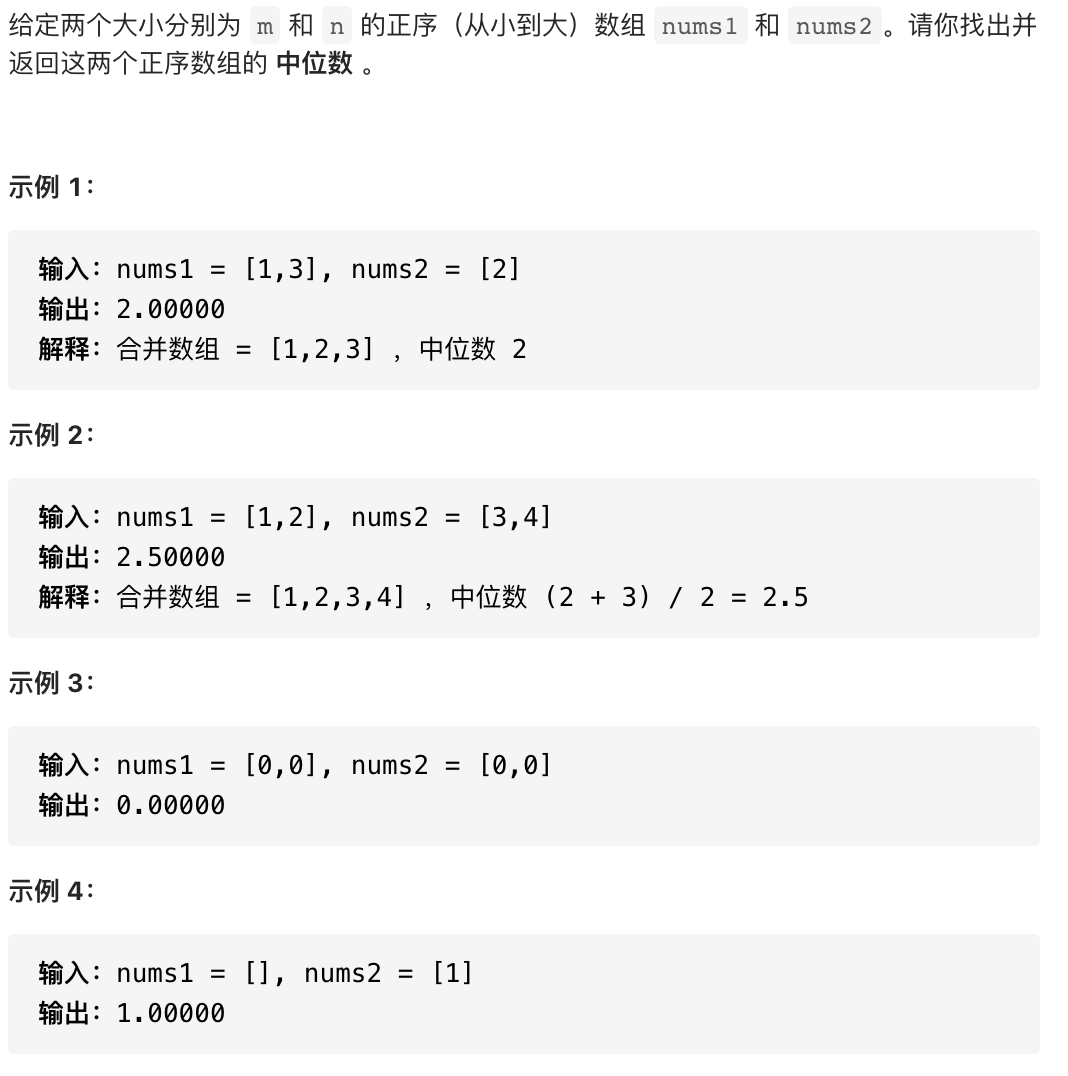 给定两个大小分别为 m 和 n 的正序（从小到大）数组 nums1 和 nums2。请你找出并
返回这两个正序数组的 中位数 。
示例 1：
输入：nums1 = [1,3], nums2 = [2]
输出：2.00000
解释：合并数组 = [1,2,3] ，中位数 2
示例 2：
输入：nums1 = [1,2], nums2 = [3,4]
输出：2.50000
解释：合并数组 = [1,2,3,4] ，中位数 (2 + 3) / 2 = 2.5
示例 3：
输入：nums1 = [0,0], nums2 = [0,0]
输出：0.00000
示例 4：
输入：nums1 = [], nums2 = [1]
输出：1.00000